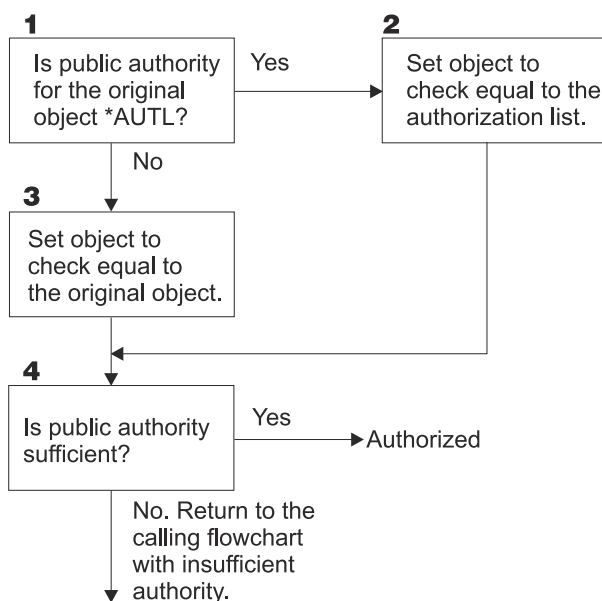 1
Is public authority
for the original
object *AUTL?
Yes
2
Set object to
check equal to the
authorization list.
No
3
Set object to
check equal to
the original object.
4
Is public authority
sufficient?
Yes
Authorized
No. Return to the
calling flowchart
with insufficient
authority.